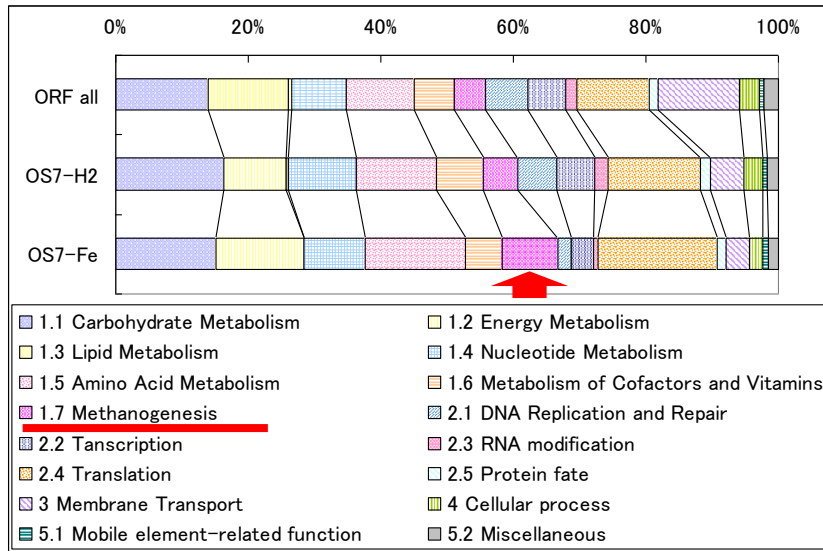 0% 20% 40% 60% 80% 100%
ORF all
OS7-H2
OS7-Fe
1.1 Carbohydrate Metabolism 1.2 Energy Metabolism
1.3 Lipid Metabolism 1.4 Nucleotide Metabolism
1.5 Amino Acid Metabolism 1.6 Metabolism of Cofactors and Vitamins
1.7 Methanogenesis 2.1 DNA Replication and Repair
2.2 Tanscription 2.3 RNA modification
2.4 Translation 2.5 Protein fate
3 Membrane Transport 4 Cellular process
5.1 Mobile element-related function 5.2 Miscellaneous